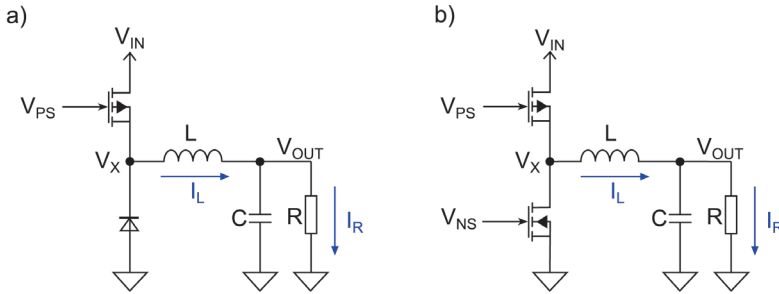 a)
V_IN
V_PS
L
V_X
V_OUT
I_L
C
R
I_R
b)
V_IN
V_PS
L
V_X
V_OUT
I_L
V_NS
C
R
I_R